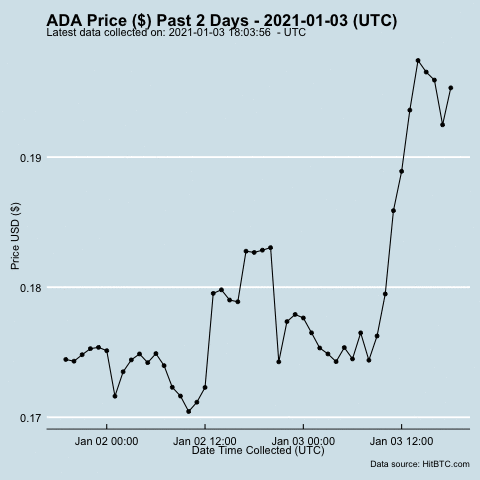 ADA Price ($) Past 2 Days - 2021-01-03 (UTC)
Latest data collected on: 2021-01-03 18:03:56 - UTC
Price USD ($)
0.19
0.18
0.17
Jan 02 00:00 Jan 02 12:00 Jan 03 00:00 Jan 03 12:00
Date Time Collected (UTC)
Data source: HitBTC.com